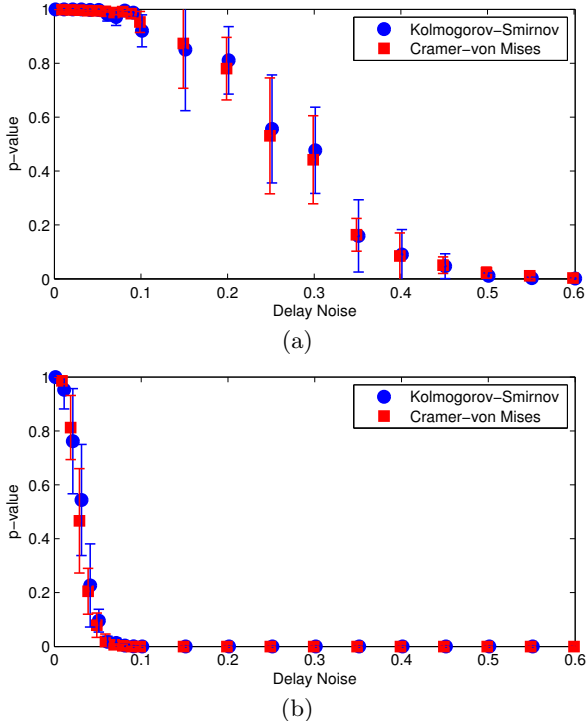 1
0.8
0.6
0.4
0.2
0
p−value
Kolmogorov−Smirnov
Cramer−von Mises
0 0.1 0.2 0.3 0.4 0.5 0.6
Delay Noise
(a)
1
0.8
0.6
0.4
0.2
0
p−value
Kolmogorov−Smirnov
Cramer−von Mises
0 0.1 0.2 0.3 0.4 0.5 0.6
Delay Noise
(b)